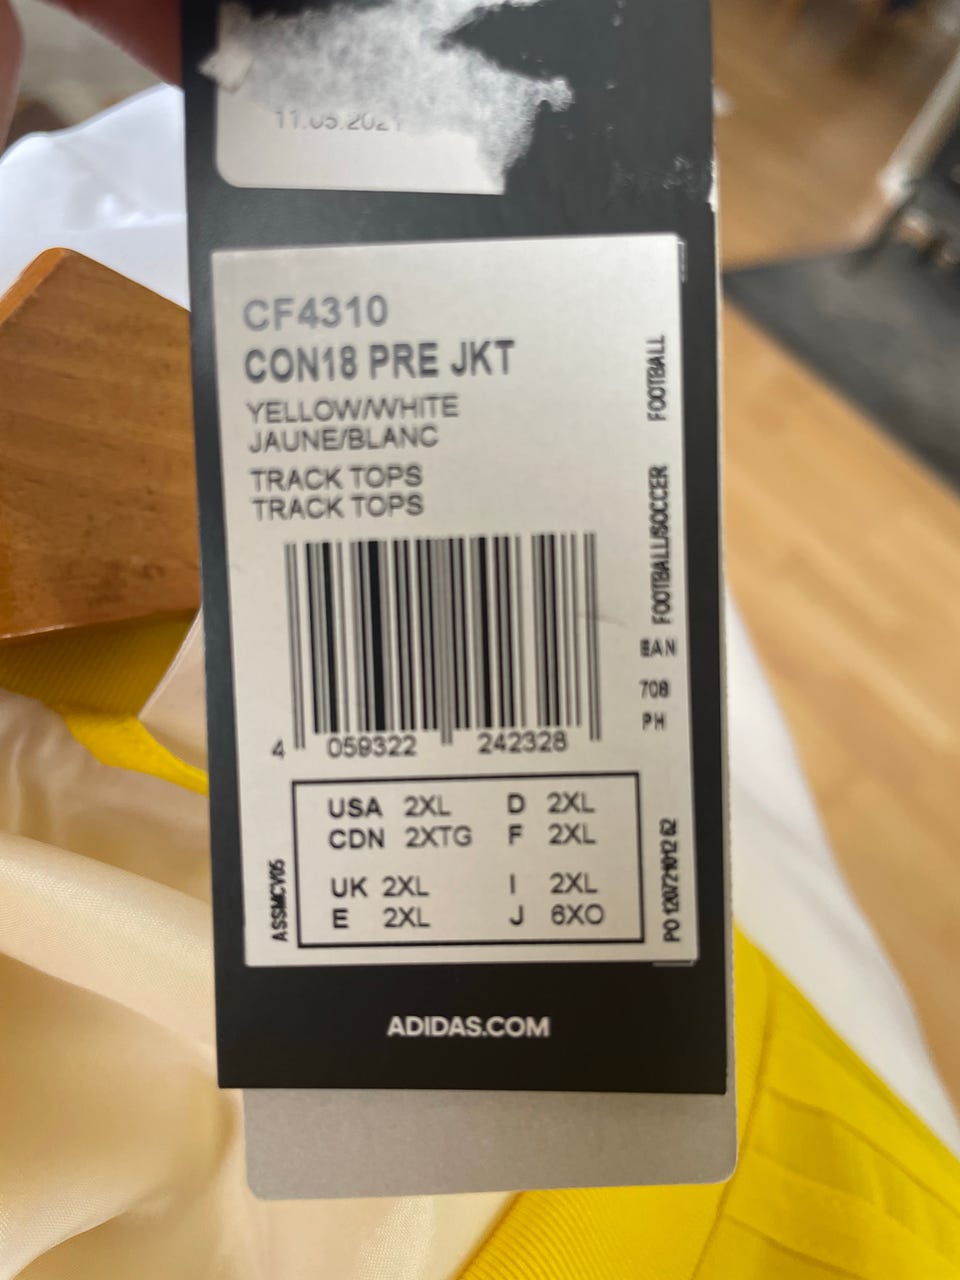 11.05.2021
CF4310
CON18 PRE JKT
YELLOW/WHITE
JAUNE/BLANC
TRACK TOPS
TRACK TOPS
FOOTBALL
FOOTBALL/SOCCER
EAN
708
PH
4 059322 242328
USA 2XL D 2XL
CDN 2XTG F 2XL
UK 2XL I 2XL
E 2XL J 6XO
ASSMCV05
ADIDAS.COM